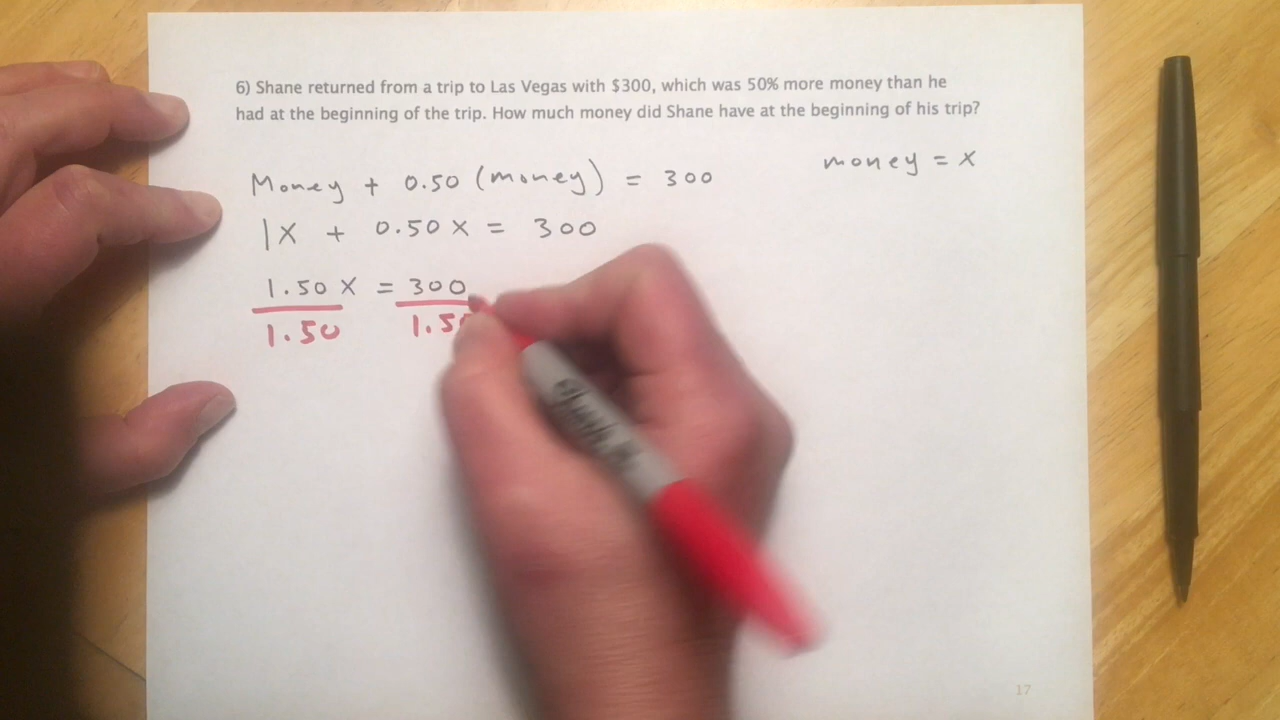 6) Shane returned from a trip to Las Vegas with $300, which was 50% more money than he
had at the beginning of the trip. How much money did Shane have at the beginning of his trip?
money = x
Money + 0.50 (money) = 300
1x + 0.50x = 300
1.50x = 300
1.50 1.50
17